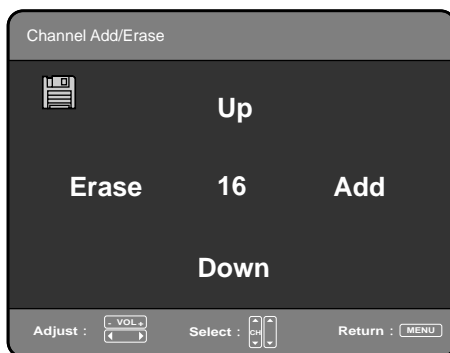 Channel Add/Erase
Up
Erase 16 Add
Down
Adjust : - VOL + Select : CH Return : MENU